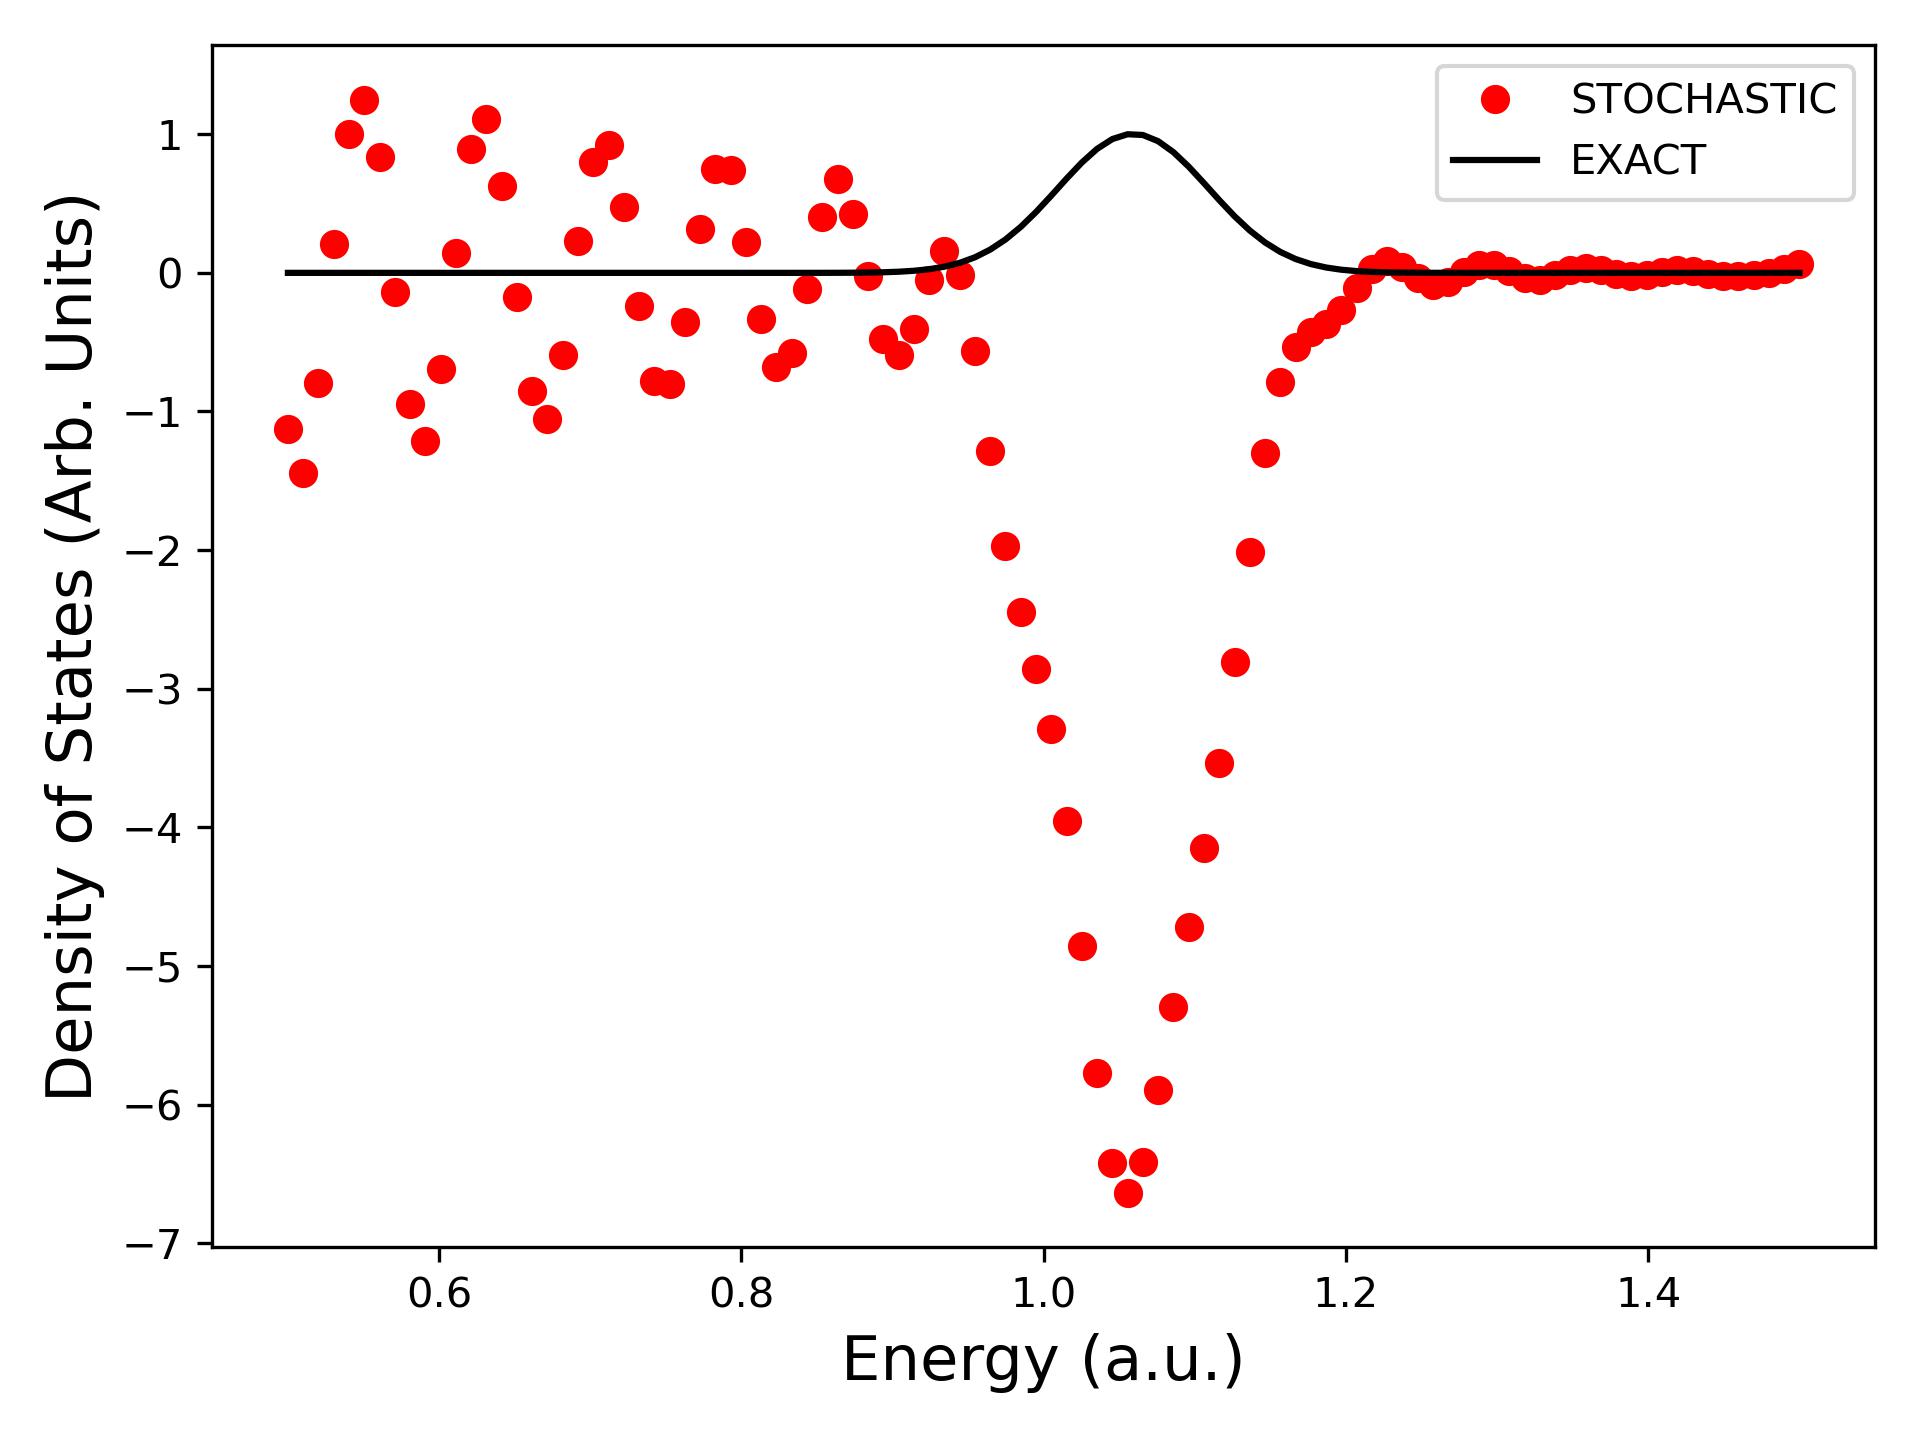 STOCHASTIC
EXACT
Density of States (Arb. Units)
1
0
−1
−2
−3
−4
−5
−6
−7
0.6 0.8 1.0 1.2 1.4
Energy (a.u.)